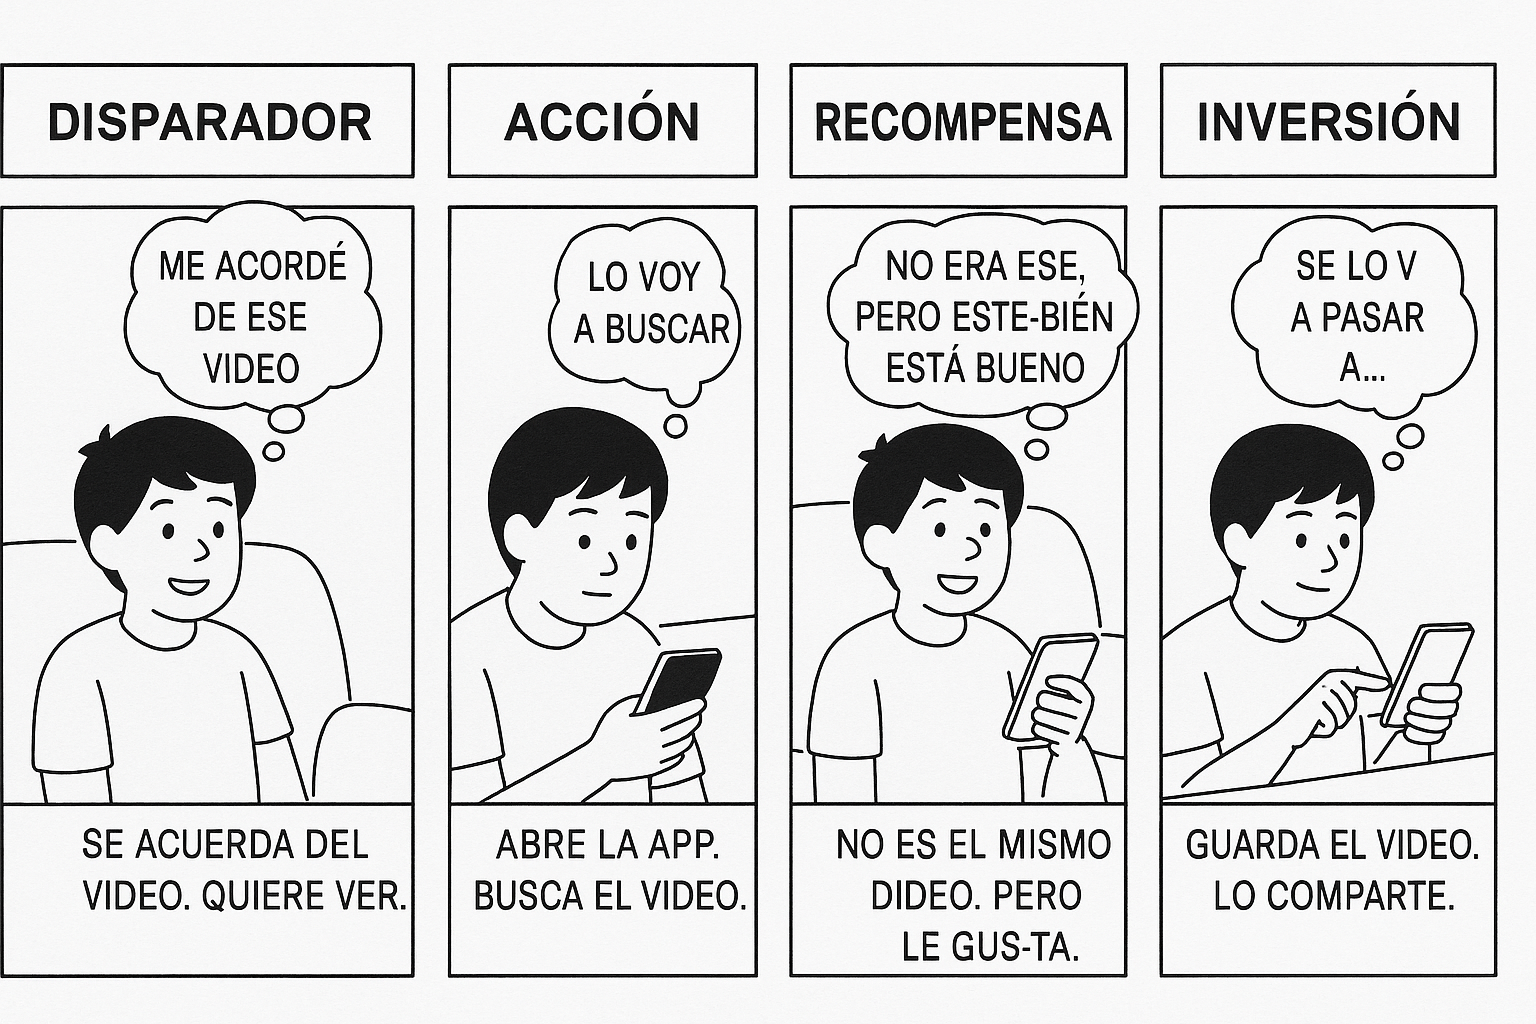 DISPARADOR
ME ACORDÉ
DE ESE
VIDEO
SE ACUERDA DEL
VIDEO. QUIERE VER.
ACCIÓN
LO VOY
A BUSCAR
ABRE LA APP.
BUSCA EL VIDEO.
RECOMPENSA
NO ERA ESE,
PERO ESTE-BIÉN
ESTÁ BUENO
NO ES EL MISMO
DIDEO. PERO
LE GUS-TA.
INVERSIÓN
SE LO V
A PASAR
A...
GUARDA EL VIDEO.
LO COMPARTE.